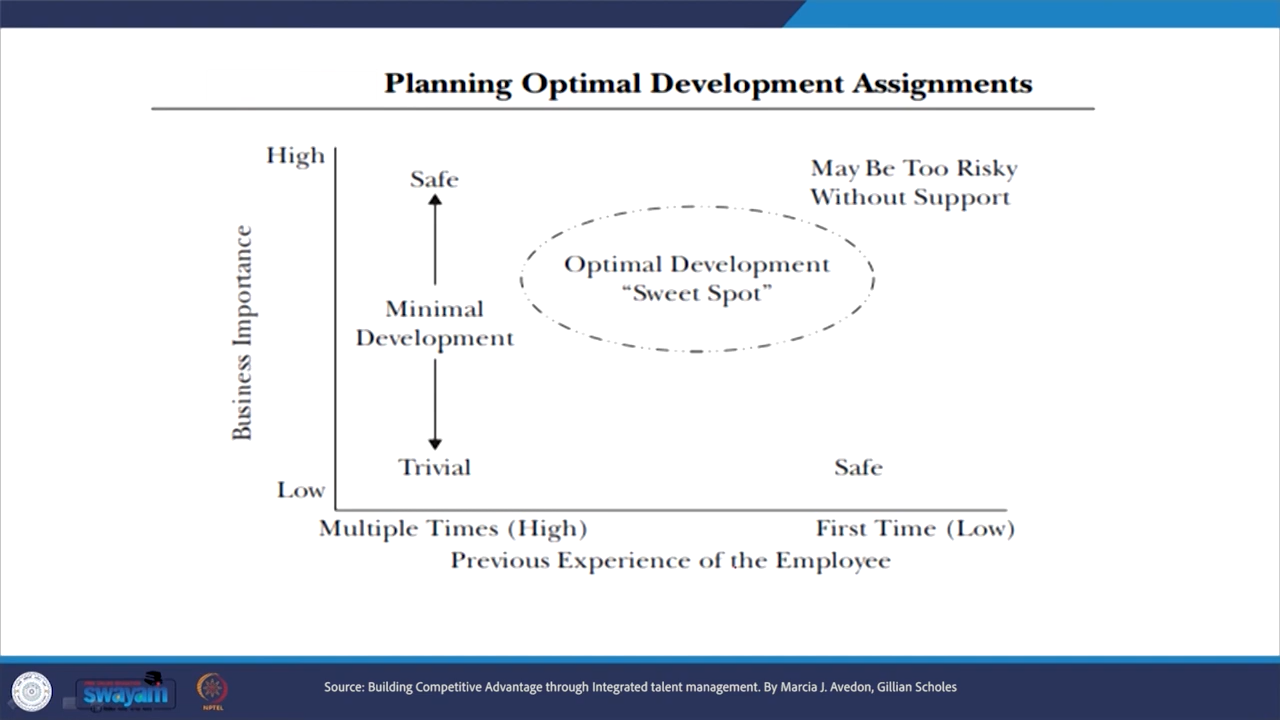 Planning Optimal Development Assignments
High
Safe
May Be Too Risky
Without Support
Optimal Development
“Sweet Spot”
Business Importance
Minimal
Development
Trivial
Safe
Low
Multiple Times (High)
First Time (Low)
Previous Experience of the Employee
swayam
NPTEL
Source: Building Competitive Advantage through Integrated talent management. By Marcia J. Avedon, Gillian Scholes